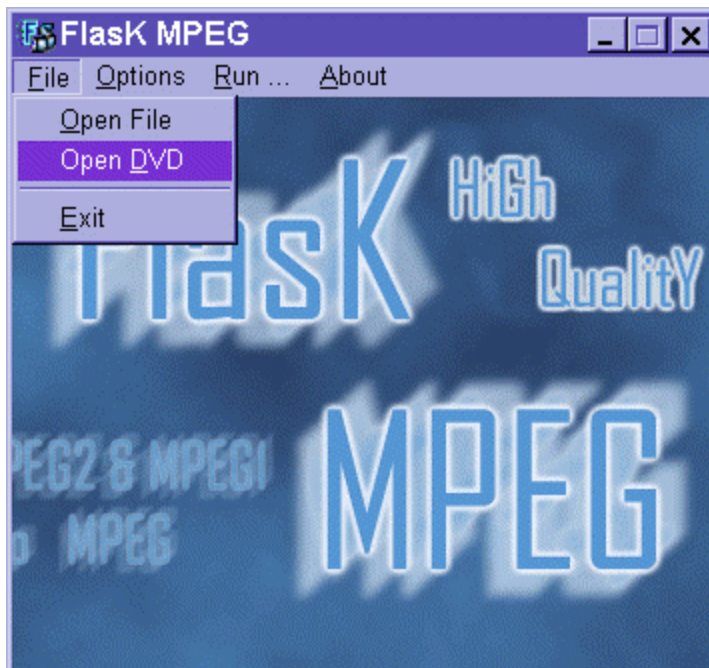 FlasK MPEG
File Options Run ... About
Open File
Open DVD
Exit
FlasK
HiGh
QualitY
MPEG
PEG2 & MPEG1
MPEG